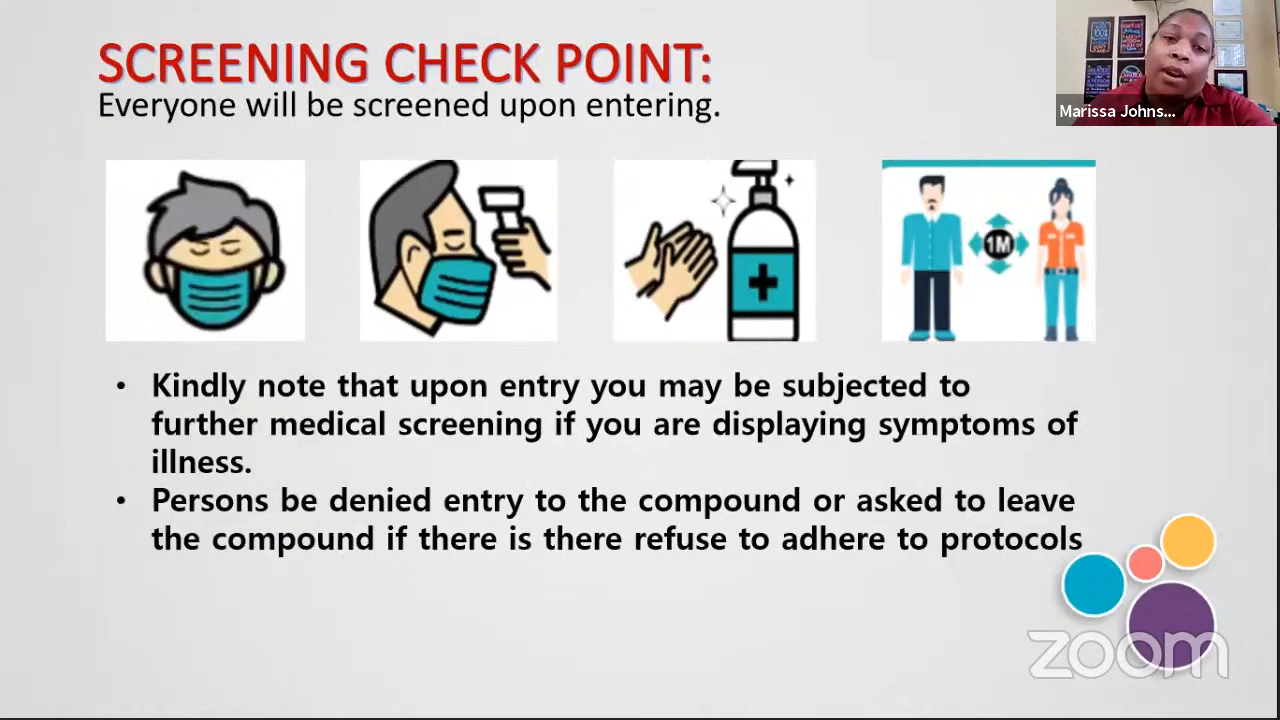 SCREENING CHECK POINT:
Everyone will be screened upon entering.
Marissa Johns...
1M
• Kindly note that upon entry you may be subjected to
further medical screening if you are displaying symptoms of
illness.
• Persons be denied entry to the compound or asked to leave
the compound if there is there refuse to adhere to protocols
zoom